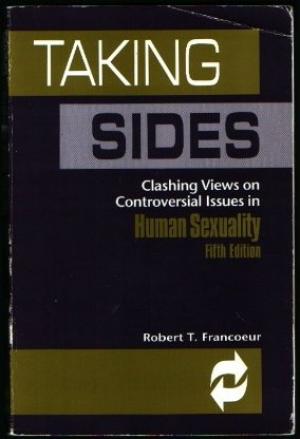 TAKING
SIDES
Clashing Views on
Controversial Issues in
Human Sexuality
Fifth Edition
Robert T. Francoeur